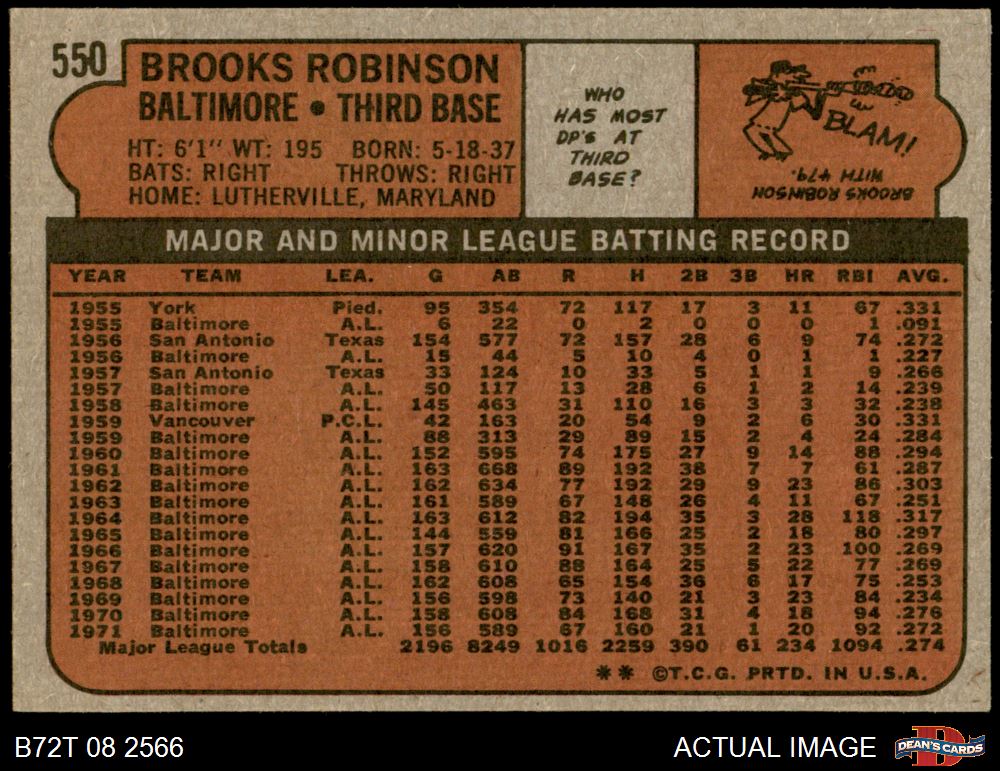 550
BROOKS ROBINSON
BALTIMORE • THIRD BASE
HT: 6'1" WT: 195 BORN: 5-18-37
BATS: RIGHT THROWS: RIGHT
HOME: LUTHERVILLE, MARYLAND
WHO
HAS MOST
DP'S AT
THIRD
BASE?
BLAM!
BROOKS ROBINSON
WITH 479.
MAJOR AND MINOR LEAGUE BATTING RECORD
YEAR TEAM LEA. G AB R H 2B 3B HR RBI AVG.
1955 York Pied. 95 354 72 117 17 3 11 67 .331
1955 Baltimore A.L. 6 22 0 2 0 0 0 1 .091
1956 San Antonio Texas 154 577 72 157 28 6 9 74 .272
1956 Baltimore A.L. 15 44 5 10 4 0 1 1 .227
1957 San Antonio Texas 33 124 10 33 5 1 1 9 .266
1957 Baltimore A.L. 50 117 13 28 6 1 2 14 .239
1958 Baltimore A.L. 145 463 31 110 16 3 3 32 .238
1959 Vancouver P.C.L. 42 163 20 54 9 2 6 30 .331
1959 Baltimore A.L. 88 313 29 89 15 2 4 24 .284
1960 Baltimore A.L. 152 595 74 175 27 9 14 88 .294
1961 Baltimore A.L. 163 668 89 192 38 7 7 61 .287
1962 Baltimore A.L. 162 634 77 192 29 9 23 86 .303
1963 Baltimore A.L. 161 589 67 148 26 4 11 67 .251
1964 Baltimore A.L. 163 612 82 194 35 3 28 118 .317
1965 Baltimore A.L. 144 559 81 166 25 2 18 80 .297
1966 Baltimore A.L. 157 620 91 167 35 2 23 100 .269
1967 Baltimore A.L. 158 610 88 164 25 5 22 77 .269
1968 Baltimore A.L. 162 608 65 154 36 6 17 75 .253
1969 Baltimore A.L. 156 598 73 140 21 3 23 84 .234
1970 Baltimore A.L. 158 608 84 168 31 4 18 94 .276
1971 Baltimore A.L. 156 589 67 160 21 1 20 92 .272
Major League Totals 2196 8249 1016 2259 390 61 234 1094 .274
** ©T.C.G. PRTD. IN U.S.A.
B72T 08 2566
ACTUAL IMAGE
D
DEAN'S CARDS